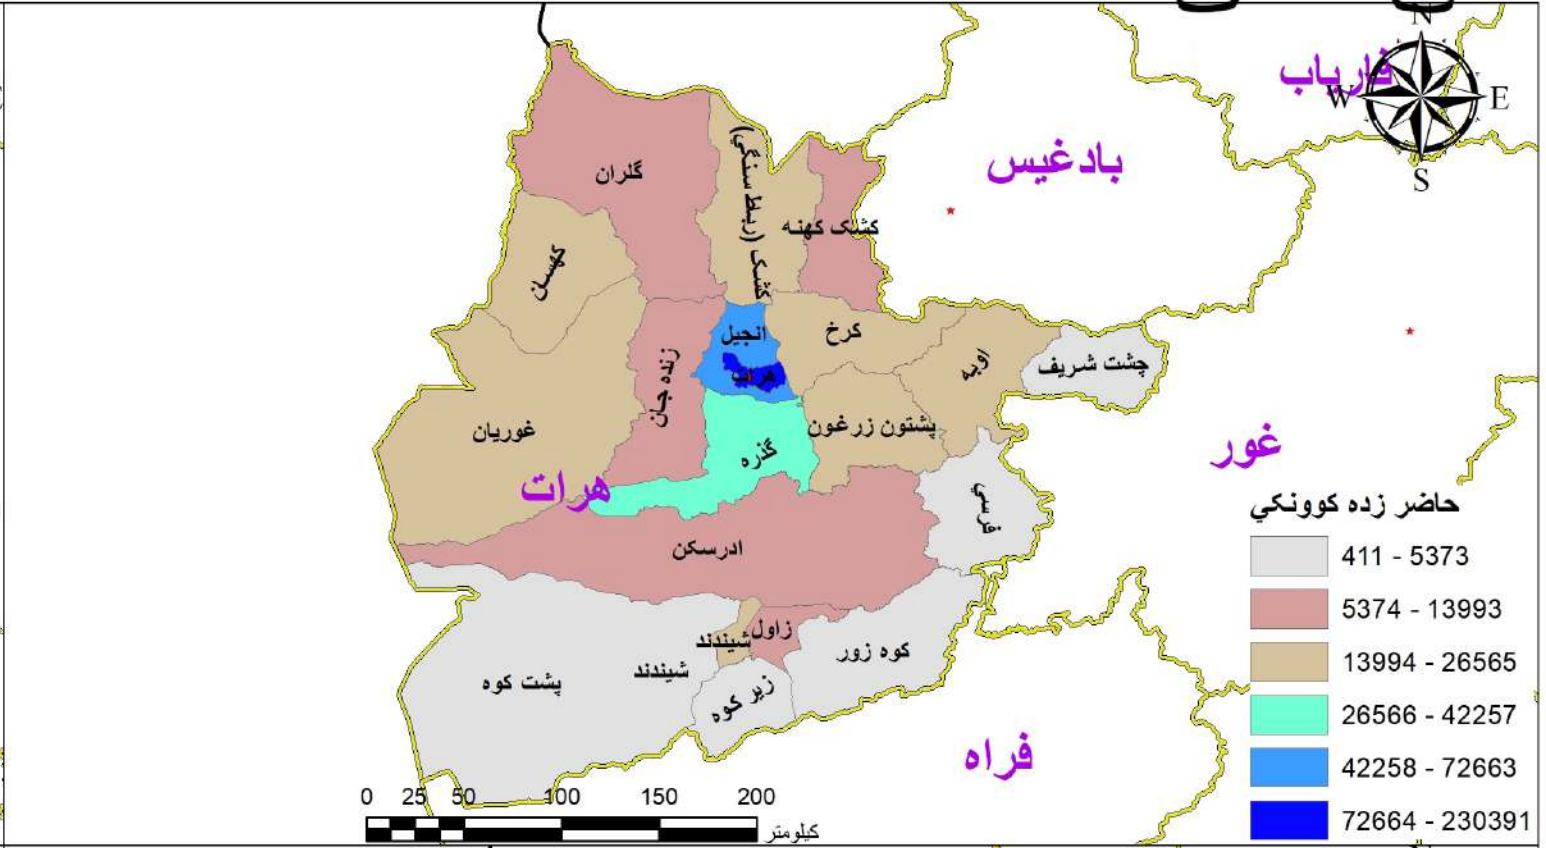 N
فارياب
W
E
S
بادغيس
گلران
کشک (رباط سنگی)
کشک کهنه
کهسان
انجيل
کرخ
اوبه
چشت شريف
زنده جان
هرات
غوريان
پشتون زرغون
گذره
غور
هرات
فرسی
ادرسکن
حاضر زده کوونکي
411 - 5373
5374 - 13993
13994 - 26565
26566 - 42257
42258 - 72663
72664 - 230391
زاول
شيندند
کوه زور
شيندند
پشت کوه
زير کوه
فراه
0 25 50 100 150 200
کيلومتر